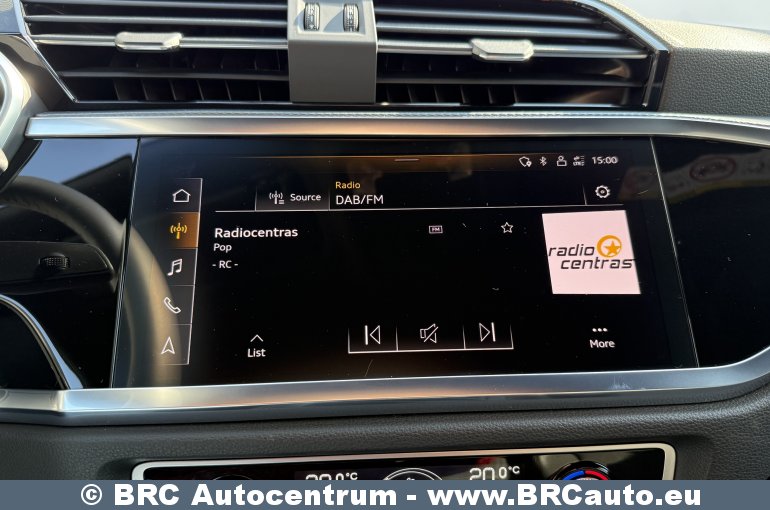 15:00
Radio
Source
DAB/FM
Radiocentras
FM
Pop
- RC -
radio
centras
List
More
20.0°C
© BRC Autocentrum - www.BRCauto.eu